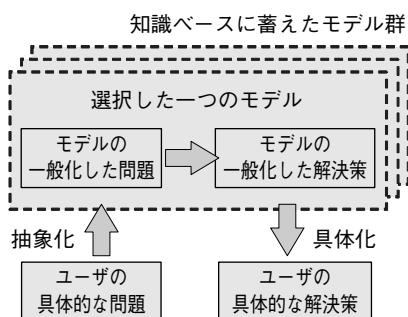 知識ベースに蓄えたモデル群
選択した一つのモデル
モデルの
一般化した問題
モデルの
一般化した解決策
抽象化
具体化
ユーザの
具体的な問題
ユーザの
具体的な解決策